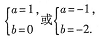 {a=1, 或 {a=-1,
{b=0 {b=-2.